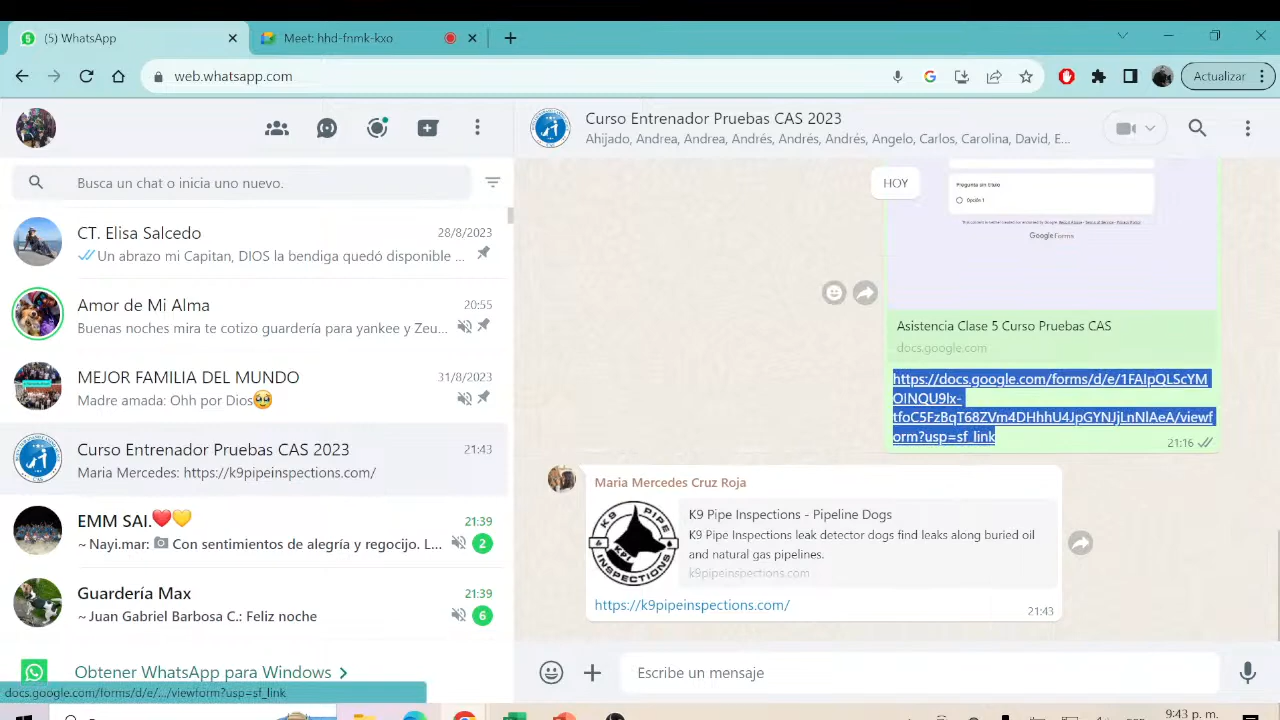 (5) WhatsApp
Meet: hhd-fnmk-kxo
web.whatsapp.com
Actualizar
Busca un chat o inicia uno nuevo.
CT. Elisa Salcedo
28/8/2023
Un abrazo mi Capitan, DIOS la bendiga quedó disponible ...
Amor de Mi Alma
20:55
Buenas noches mira te cotizo guardería para yankee y Zeu...
MEJOR FAMILIA DEL MUNDO
31/8/2023
Madre amada: Ohh por Dios🥹
Curso Entrenador Pruebas CAS 2023
21:43
Maria Mercedes: https://k9pipeinspections.com/
EMM SAI.❤️💛
21:39
~ Nayi.mar: 📷 Con sentimientos de alegría y regocijo. L...
2
Guardería Max
21:39
~ Juan Gabriel Barbosa C.: Feliz noche
6
Obtener WhatsApp para Windows
docs.google.com/forms/d/e/.../viewform?usp=sf_link
Curso Entrenador Pruebas CAS 2023
Ahijado, Andrea, Andrea, Andrés, Andrés, Andrés, Angelo, Carlos, Carolina, David, E...
HOY
Pregunta sin título
Opción 1
Google Forms
Asistencia Clase 5 Curso Pruebas CAS
docs.google.com
https://docs.google.com/forms/d/e/1FAIpQLScYM
OINQU9lx-
tfoC5FzBqT68ZVm4DHhhU4JpGYNJjLnNlAeA/viewf
orm?usp=sf_link
21:16
Maria Mercedes Cruz Roja
K9 PIPE INSPECTIONS
KPI
K9 Pipe Inspections - Pipeline Dogs
K9 Pipe Inspections leak detector dogs find leaks along buried oil
and natural gas pipelines.
k9pipeinspections.com
https://k9pipeinspections.com/
21:43
Escribe un mensaje
9:43 p. m.